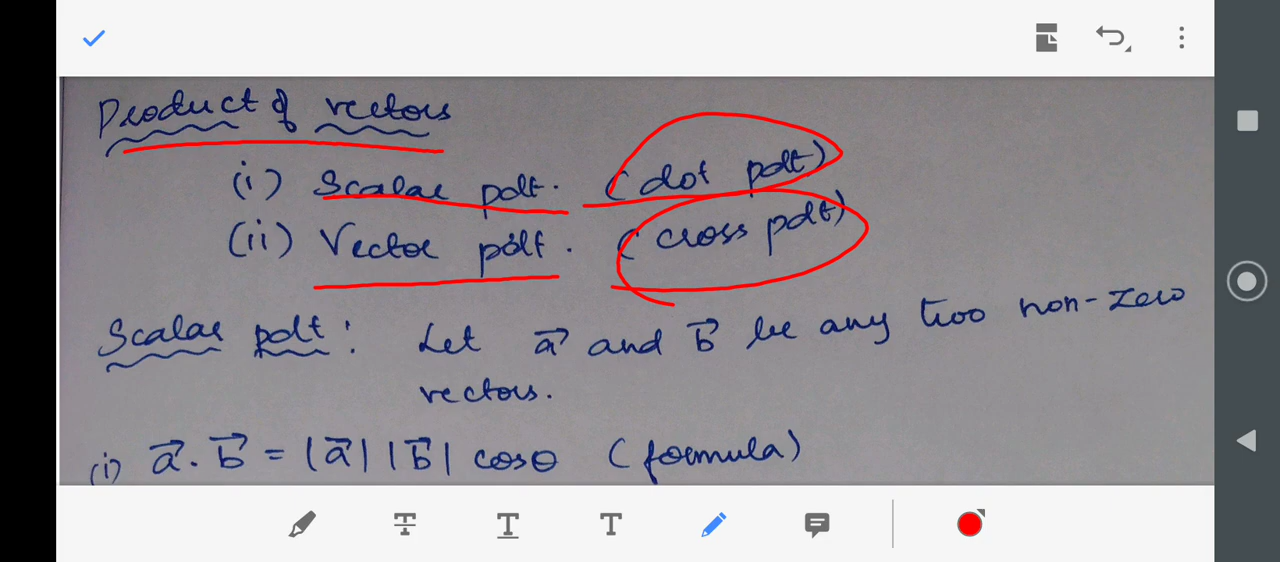 Product of vectors
(i) Scalar pdt. (dot pdt)
(ii) Vector pdt. (cross pdt)
Scalar pdt: Let a⃗ and b⃗ be any two non-zero
vectors.
(i) a⃗ . b⃗ = |a⃗| |b⃗| cosθ (formula)
T T T